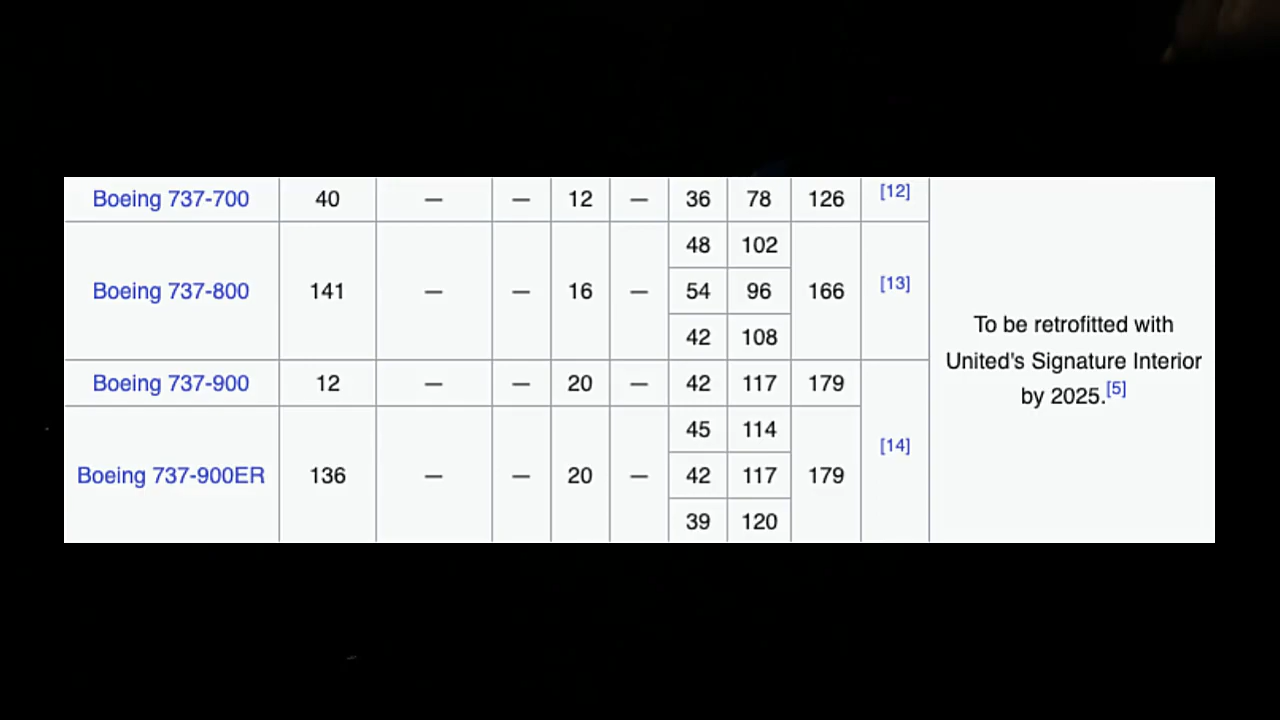 Boeing 737-700 40 — — 12 — 36 78 126 [12]
48 102
Boeing 737-800 141 — — 16 — 54 96 166 [13]
42 108
Boeing 737-900 12 — — 20 — 42 117 179
45 114
Boeing 737-900ER 136 — — 20 — 42 117 179 [14]
39 120
To be retrofitted with
United's Signature Interior
by 2025.[5]